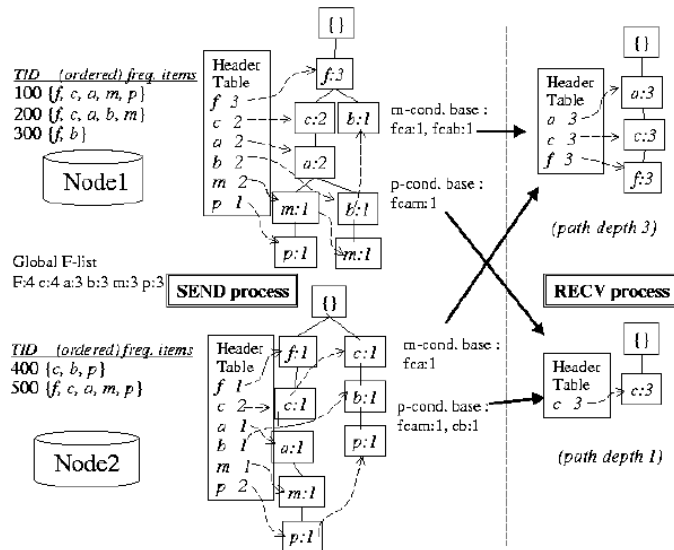 TID (ordered) freq. items
100 {f, c, a, m, p}
200 {f, c, a, b, m}
300 {f, b}
Node1
Header
Table
f 3
c 2
a 2
b 2
m 2
p 1
{}
f:3
c:2
b:1
a:2
m:1
b:1
p:1
m:1
m-cond. base :
fca:1, fcab:1
p-cond. base :
fcam:1
Header
Table
a 3
c 3
f 3
{}
a:3
c:3
f:3
(path depth 3)
Global F-list
F:4 c:4 a:3 b:3 m:3 p:3
SEND process
RECV process
TID (ordered) freq. items
400 {c, b, p}
500 {f, c, a, m, p}
Node2
Header
Table
f 1
c 2
a 1
b 1
m 1
p 2
{}
f:1
c:1
c:1
b:1
a:1
p:1
m:1
p:1
m-cond. base :
fca:1
p-cond. base :
fcam:1, cb:1
Header
Table
c 3
{}
c:3
(path depth 1)